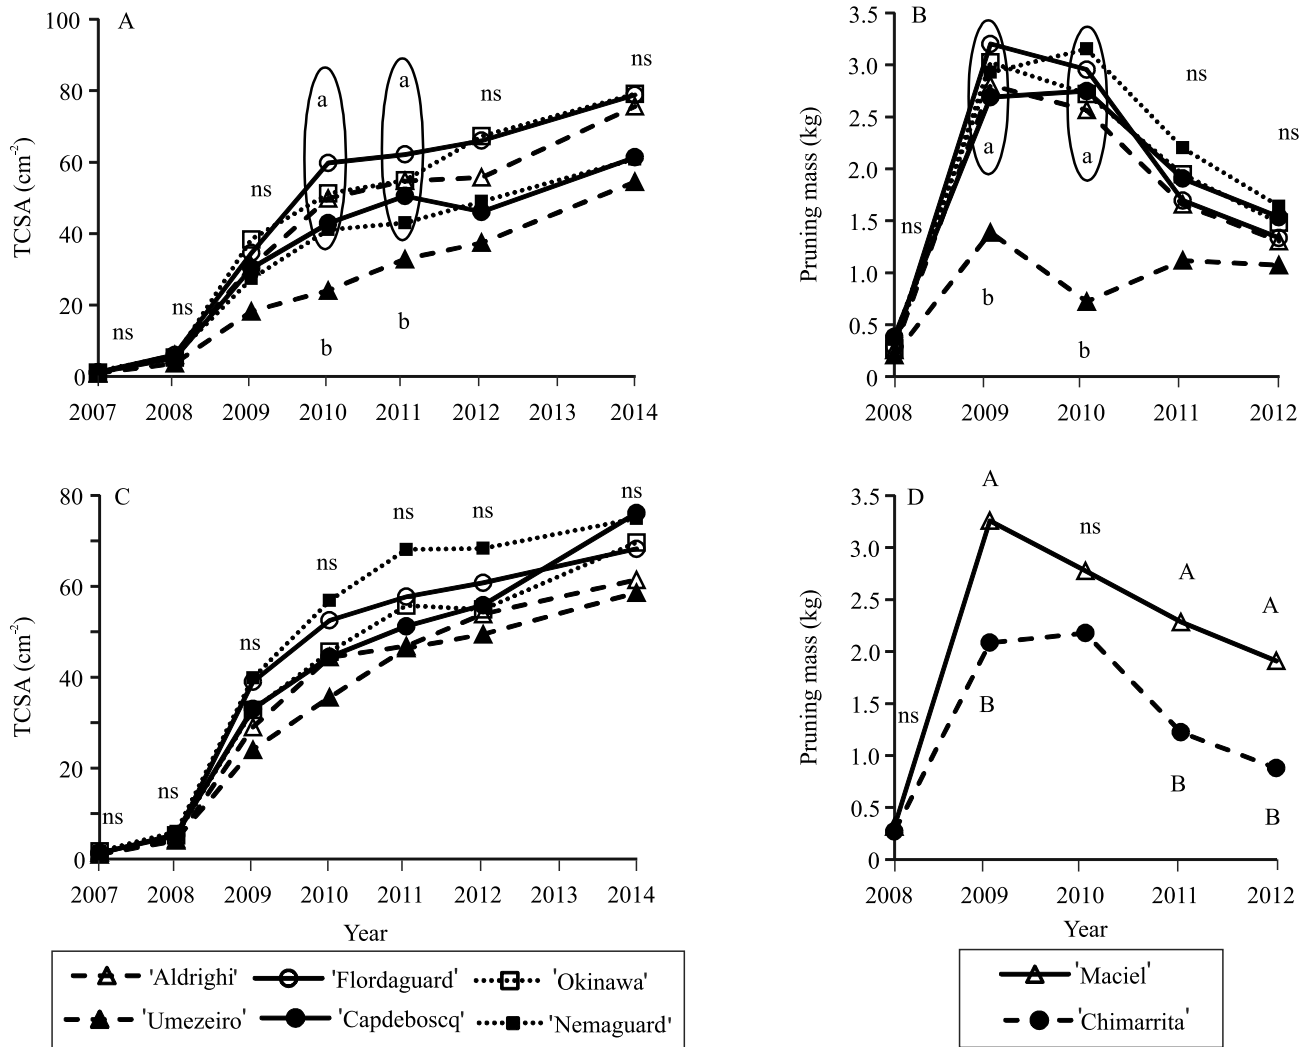 A
TCSA (cm-2)
100
80
60
40
20
0
ns
ns
ns
a
b
a
b
ns
ns
2007 2008 2009 2010 2011 2012 2013 2014
B
Pruning mass (kg)
3.5
3.0
2.5
2.0
1.5
1.0
0.5
0
ns
a
b
a
b
ns
ns
2008 2009 2010 2011 2012
C
TCSA (cm-2)
80
60
40
20
0
ns
ns
ns
ns
ns
ns
ns
2007 2008 2009 2010 2011 2012 2013 2014
Year
D
Pruning mass (kg)
3.5
3.0
2.5
2.0
1.5
1.0
0.5
0
ns
A
B
ns
A
B
A
B
2008 2009 2010 2011 2012
Year
'Aldrighi' 'Flordaguard' 'Okinawa'
'Umezeiro' 'Capdeboscq' 'Nemaguard'
'Maciel'
'Chimarrita'